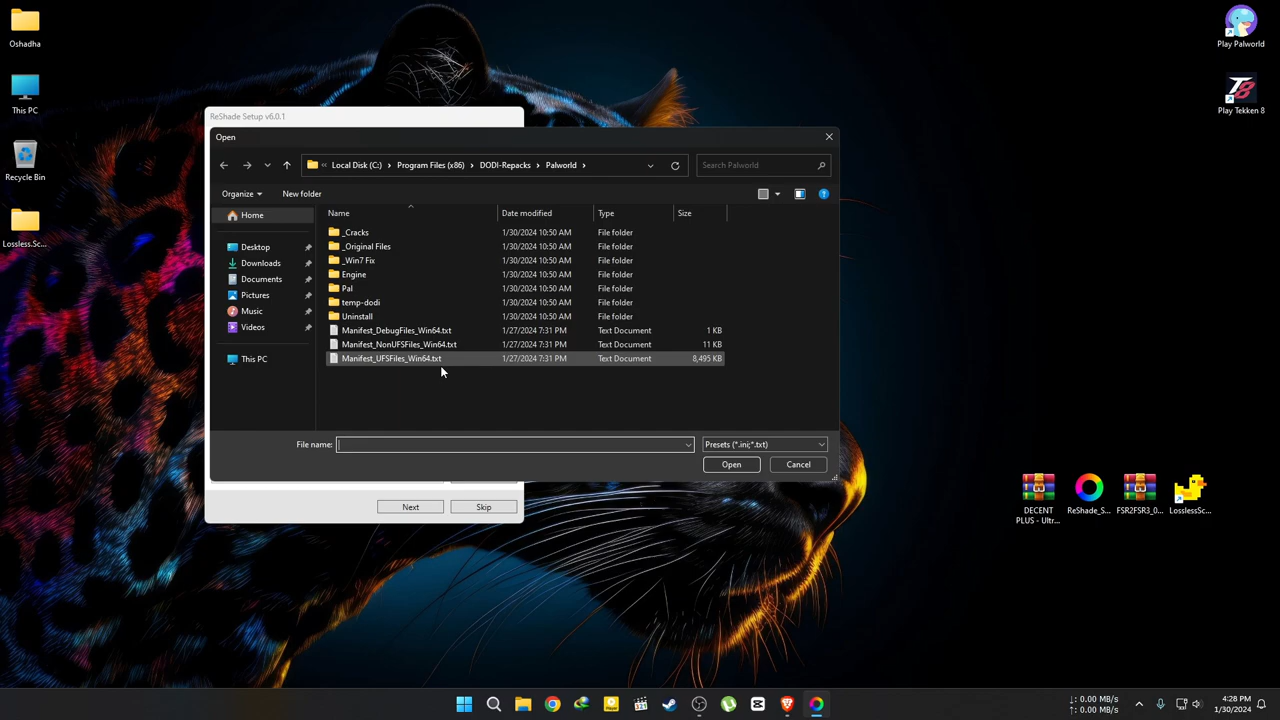 Oshadha
This PC
Recycle Bin
Lossless.Sc...
Play Palworld
Play Tekken 8
ReShade Setup v6.0.1
Open
Local Disk (C:) Program Files (x86) DODI-Repacks Palworld
Search Palworld
Organize New folder
Name Date modified Type Size
Home
Desktop
Downloads
Documents
Pictures
Music
Videos
This PC
_Cracks 1/30/2024 10:50 AM File folder
_Original Files 1/30/2024 10:50 AM File folder
_Win7 Fix 1/30/2024 10:50 AM File folder
Engine 1/30/2024 10:50 AM File folder
Pal 1/30/2024 10:50 AM File folder
temp-dodi 1/30/2024 10:50 AM File folder
Uninstall 1/30/2024 10:50 AM File folder
Manifest_DebugFiles_Win64.txt 1/27/2024 7:31 PM Text Document 1 KB
Manifest_NonUFSFiles_Win64.txt 1/27/2024 7:31 PM Text Document 11 KB
Manifest_UFSFiles_Win64.txt 1/27/2024 7:31 PM Text Document 8,495 KB
File name: Presets (*.ini;*.txt)
Open Cancel
Next Skip
DECENT
PLUS - Ultr...
ReShade_S...
FSR2FSR3_0...
LosslessSc...
↓: 0.00 MB/s
↑: 0.00 MB/s
4:28 PM
1/30/2024